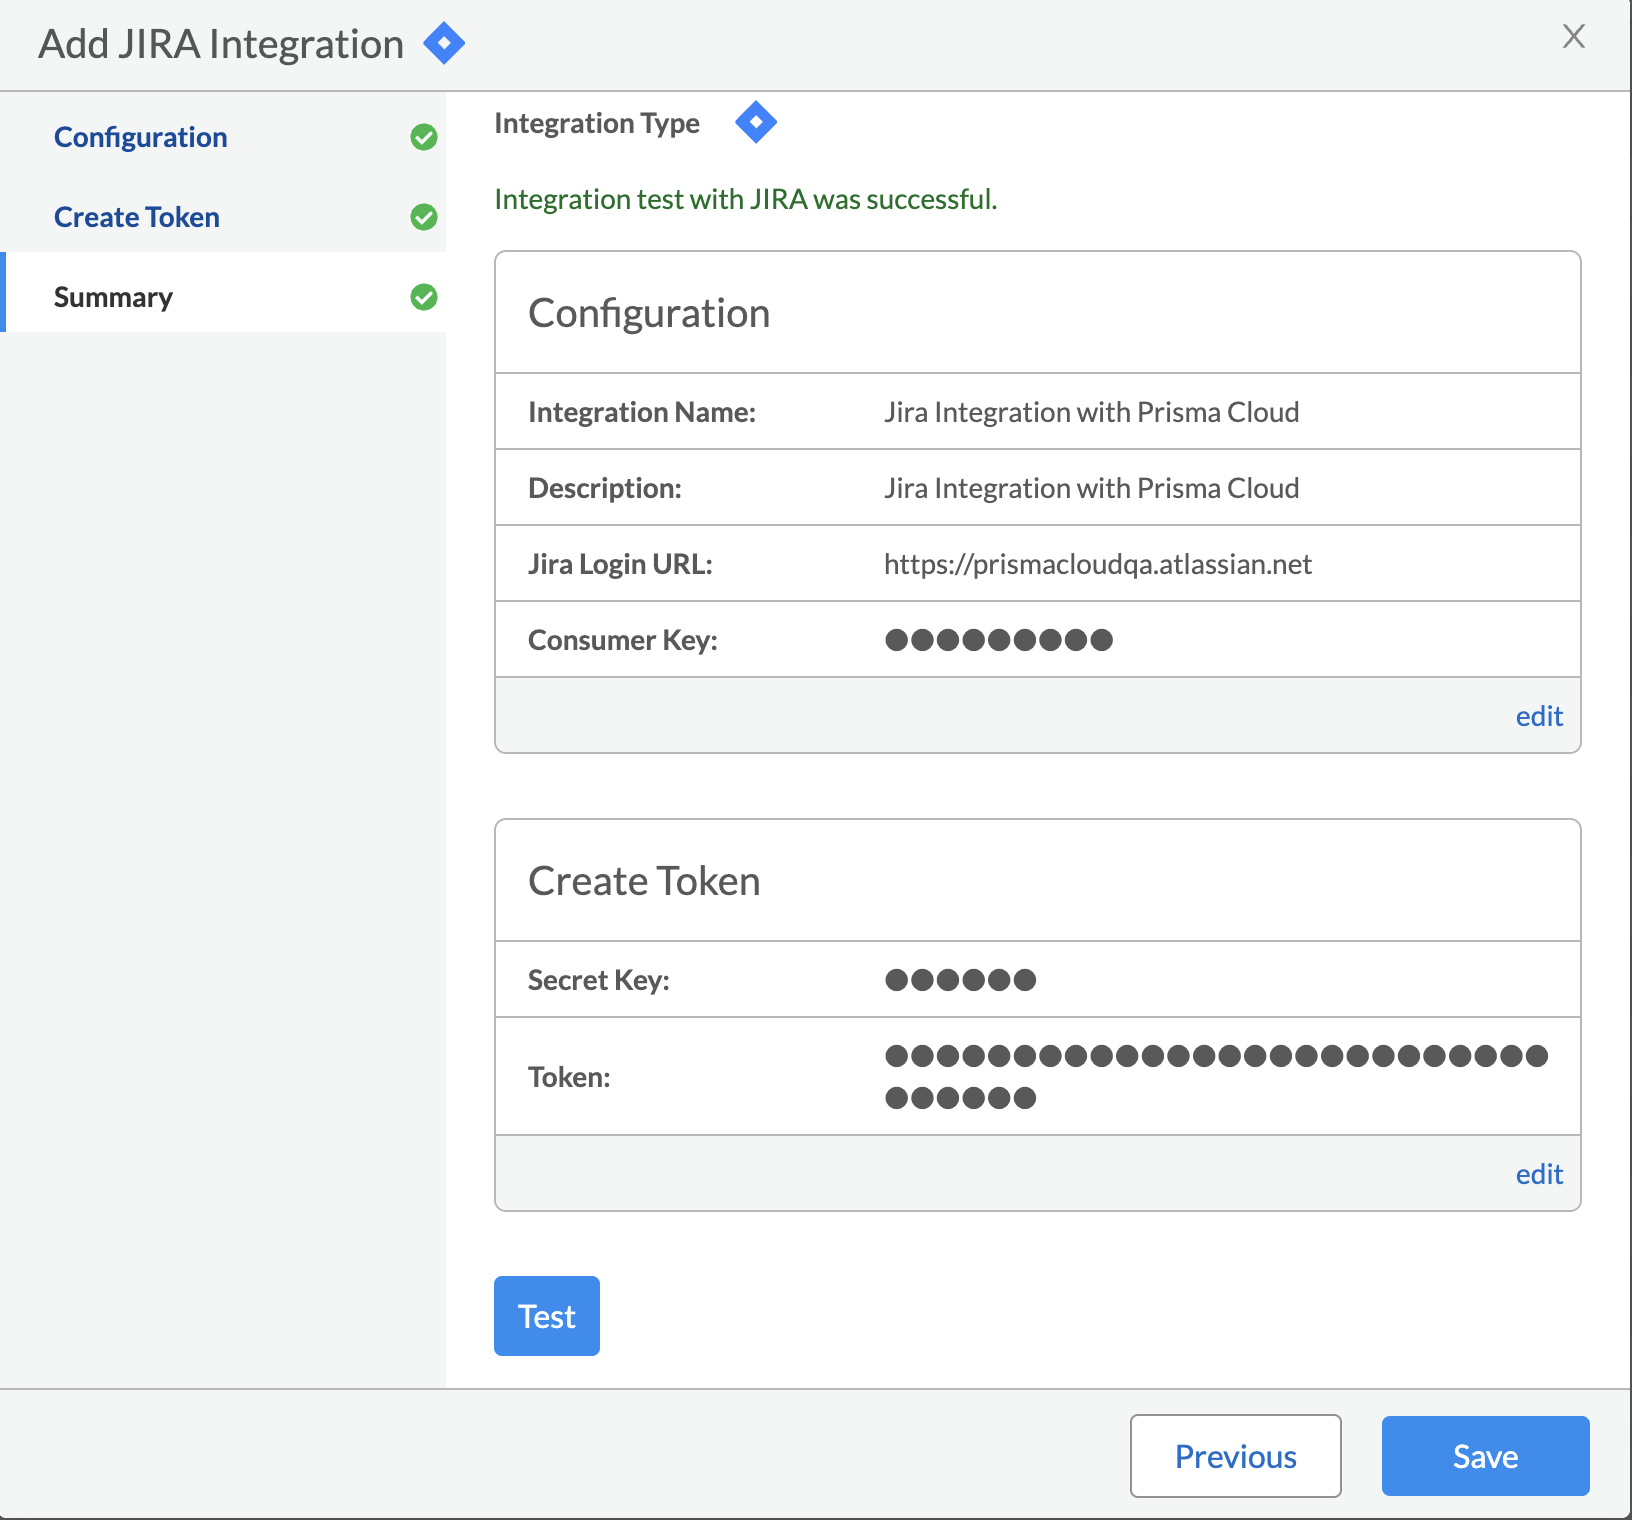 Add JIRA Integration
X
Configuration
Create Token
Summary
Integration Type
Integration test with JIRA was successful.
Configuration
Integration Name: Jira Integration with Prisma Cloud
Description: Jira Integration with Prisma Cloud
Jira Login URL: https://prismacloudqa.atlassian.net
Consumer Key: ●●●●●●●●●
edit
Create Token
Secret Key: ●●●●●●
Token: ●●●●●●●●●●●●●●●●●●●●●●●●●●
●●●●●●
edit
Test
Previous Save